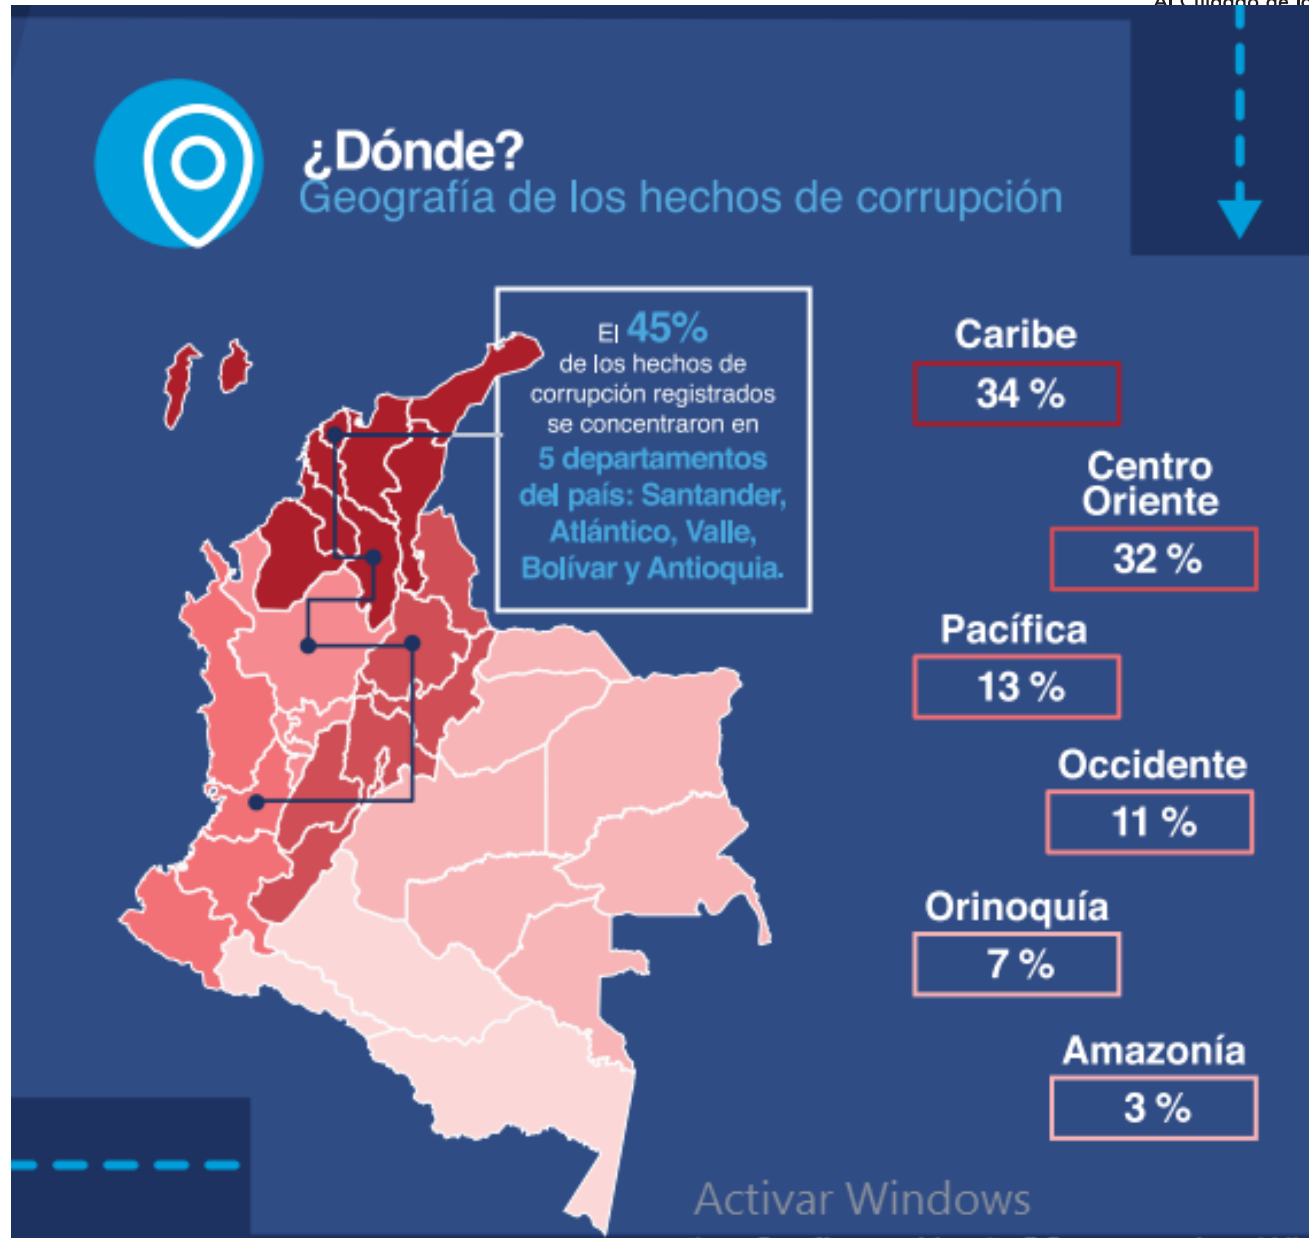 ¿Dónde?
Geografía de los hechos de corrupción
El 45%
de los hechos de
corrupción registrados
se concentraron en
5 departamentos
del país: Santander,
Atlántico, Valle,
Bolívar y Antioquia.
Caribe
34 %
Centro
Oriente
32 %
Pacífica
13 %
Occidente
11 %
Orinoquía
7 %
Amazonía
3 %
Activar Windows